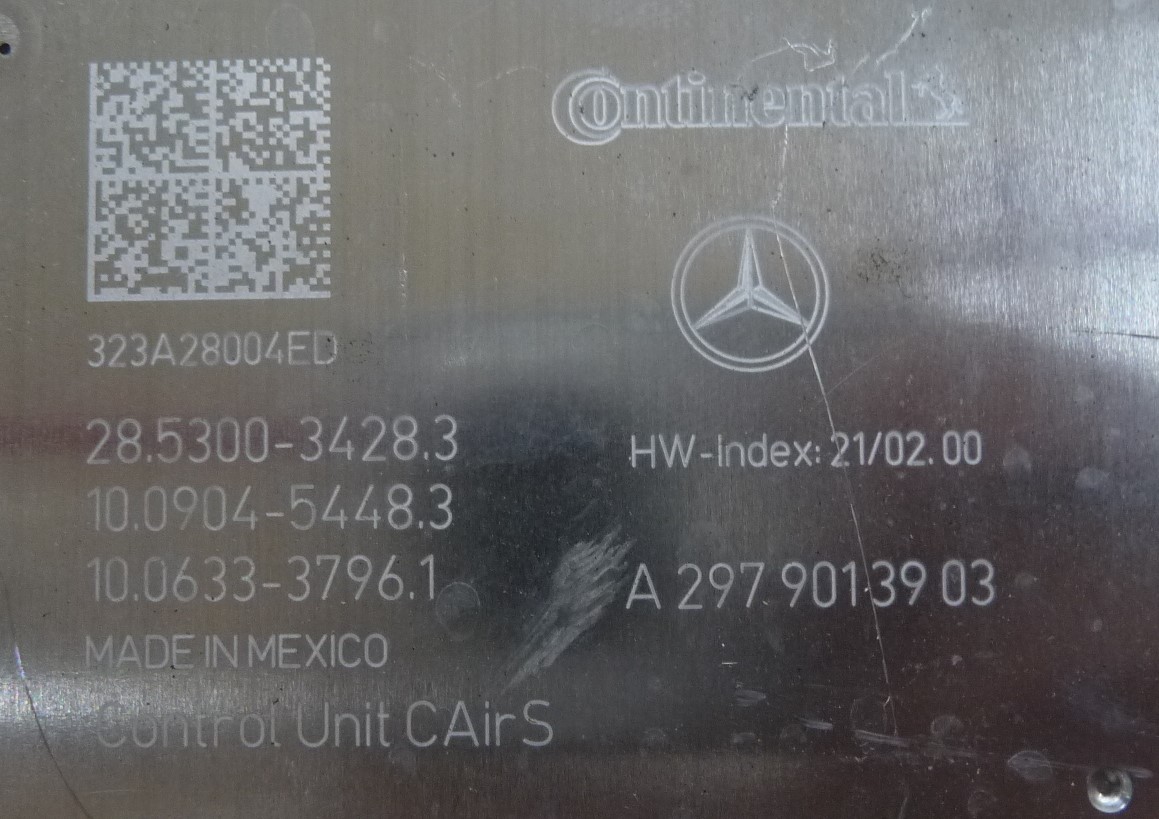 Continental
323A28004ED
28.5300-3428.3
HW-Index: 21/02.00
10.0904-5448.3
10.0633-3796.1
A 297 901 39 03
MADE IN MEXICO
Control Unit CAirS